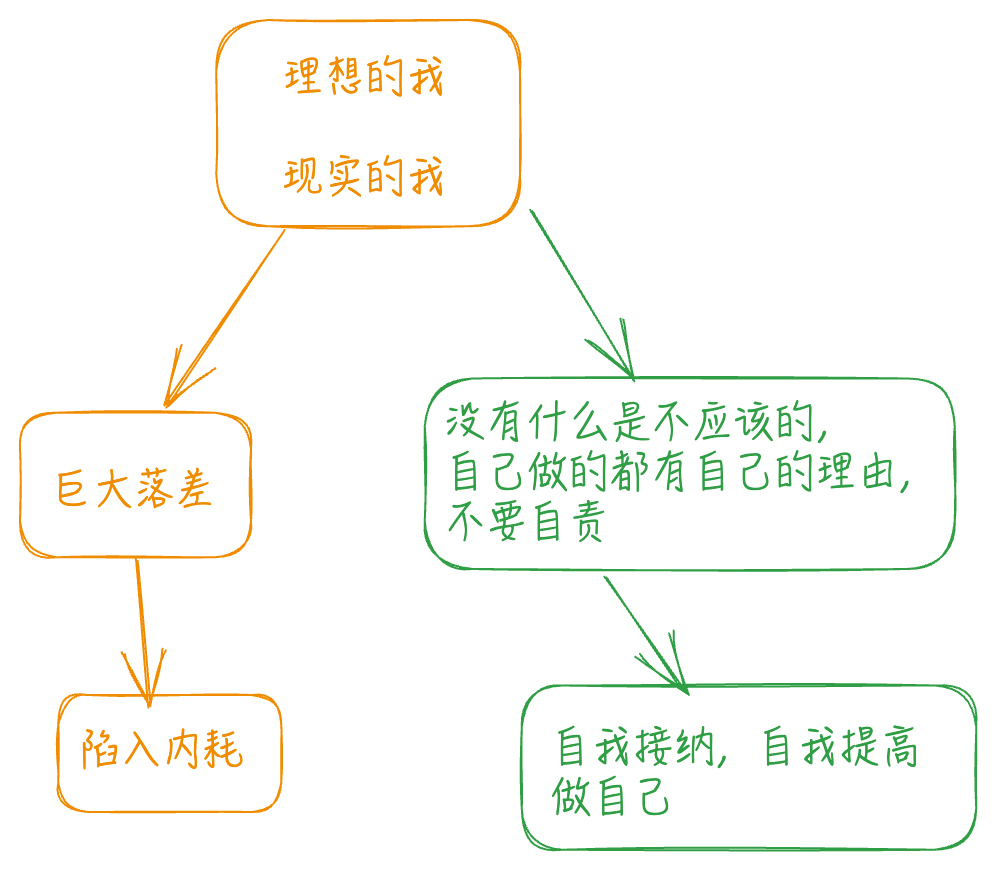 理想的我
现实的我
巨大落差
陷入内耗
没有什么是不应该的,
自己做的都有自己的理由,
不要自责
自我接纳, 自我提高
做自己